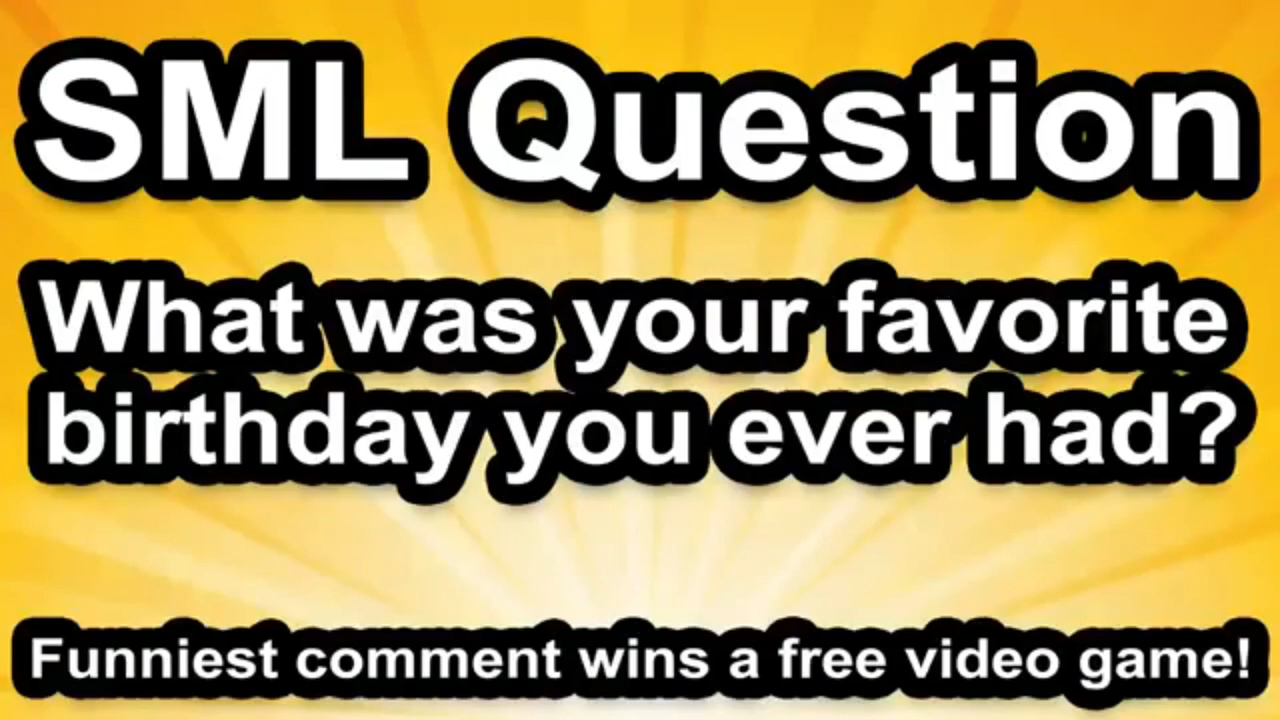 SML Question
What was your favorite
birthday you ever had?
Funniest comment wins a free video game!